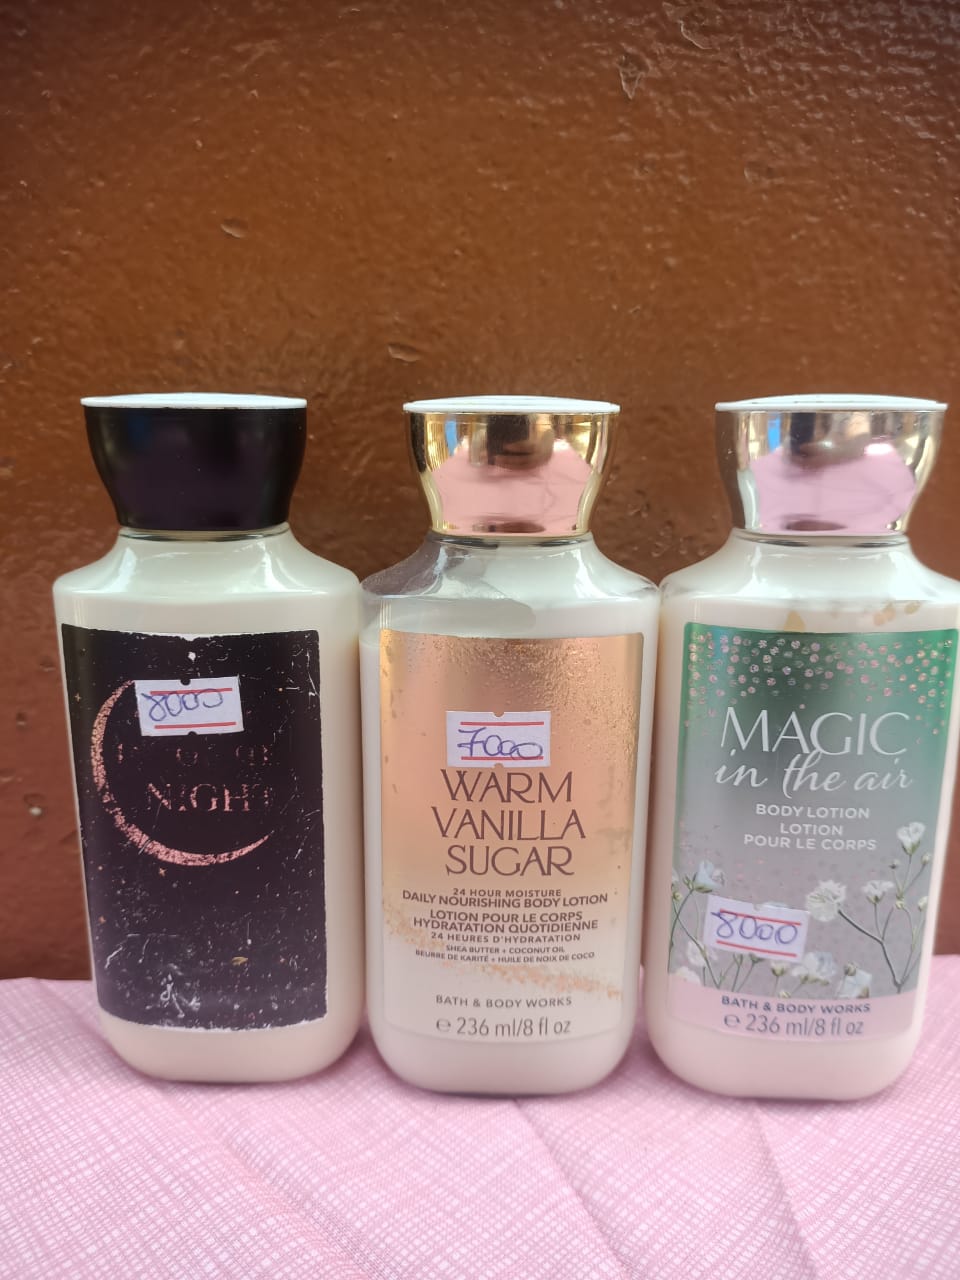 8000
NIGHT
7000
WARM
VANILLA
SUGAR
24 HOUR MOISTURE
DAILY NOURISHING BODY LOTION
LOTION POUR LE CORPS
HYDRATATION QUOTIDIENNE
24 HEURES D'HYDRATATION
SHEA BUTTER + COCONUT OIL
BEURRE DE KARITÉ + HUILE DE NOIX DE COCO
BATH & BODY WORKS
℮ 236 ml/8 fl oz
MAGIC
in the air
BODY LOTION
LOTION
POUR LE CORPS
8000
BATH & BODY WORKS
℮ 236 ml/8 fl oz